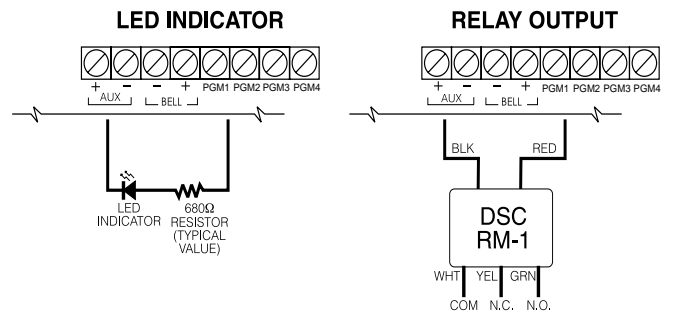 LED INDICATOR
+ − − + PGM1 PGM2 PGM3 PGM4
AUX BELL
LED
INDICATOR
680Ω
RESISTOR
(TYPICAL
VALUE)
RELAY OUTPUT
+ − − + PGM1 PGM2 PGM3 PGM4
AUX BELL
BLK RED
DSC
RM-1
WHT YEL GRN
COM N.C. N.O.